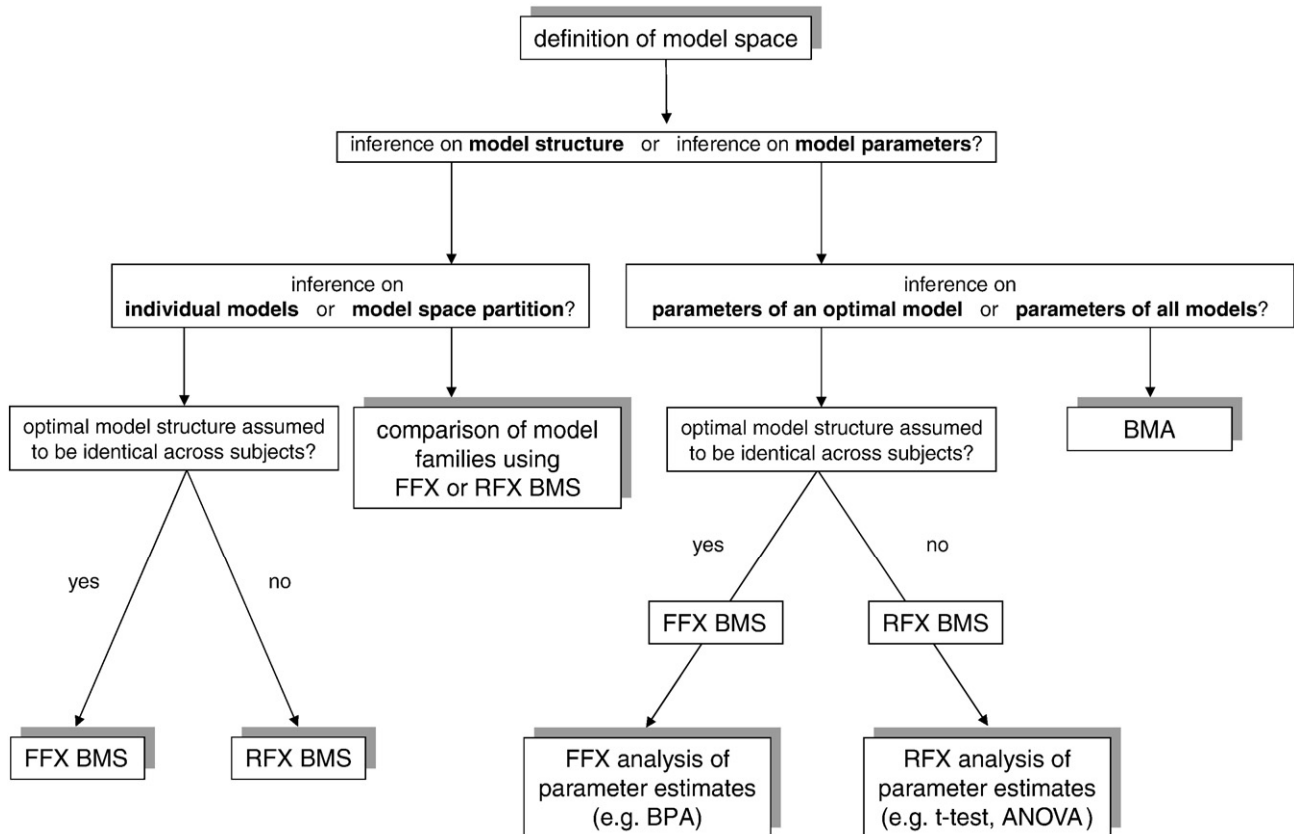 definition of model space
inference on model structure or inference on model parameters?
inference on
individual models or model space partition?
inference on
parameters of an optimal model or parameters of all models?
optimal model structure assumed
to be identical across subjects?
comparison of model
families using
FFX or RFX BMS
optimal model structure assumed
to be identical across subjects?
BMA
yes
no
yes
no
FFX BMS
RFX BMS
FFX BMS
RFX BMS
FFX analysis of
parameter estimates
(e.g. BPA)
RFX analysis of
parameter estimates
(e.g. t-test, ANOVA)